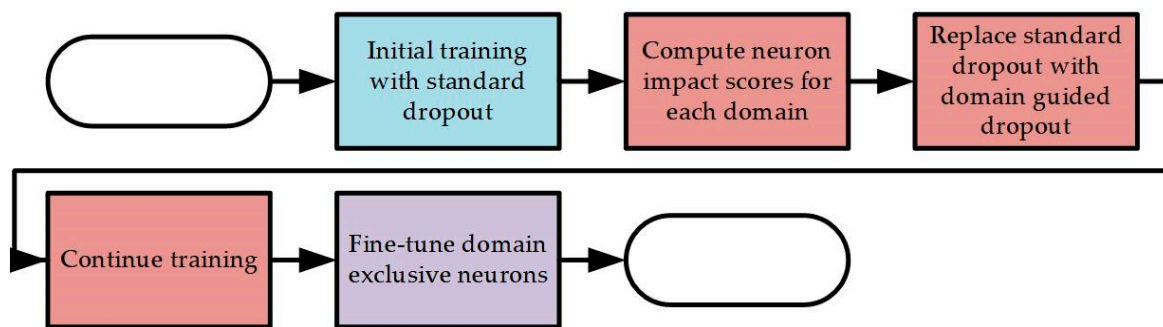 Initial training
with standard
dropout
Compute neuron
impact scores for
each domain
Replace standard
dropout with
domain guided
dropout
Continue training
Fine-tune domain
exclusive neurons